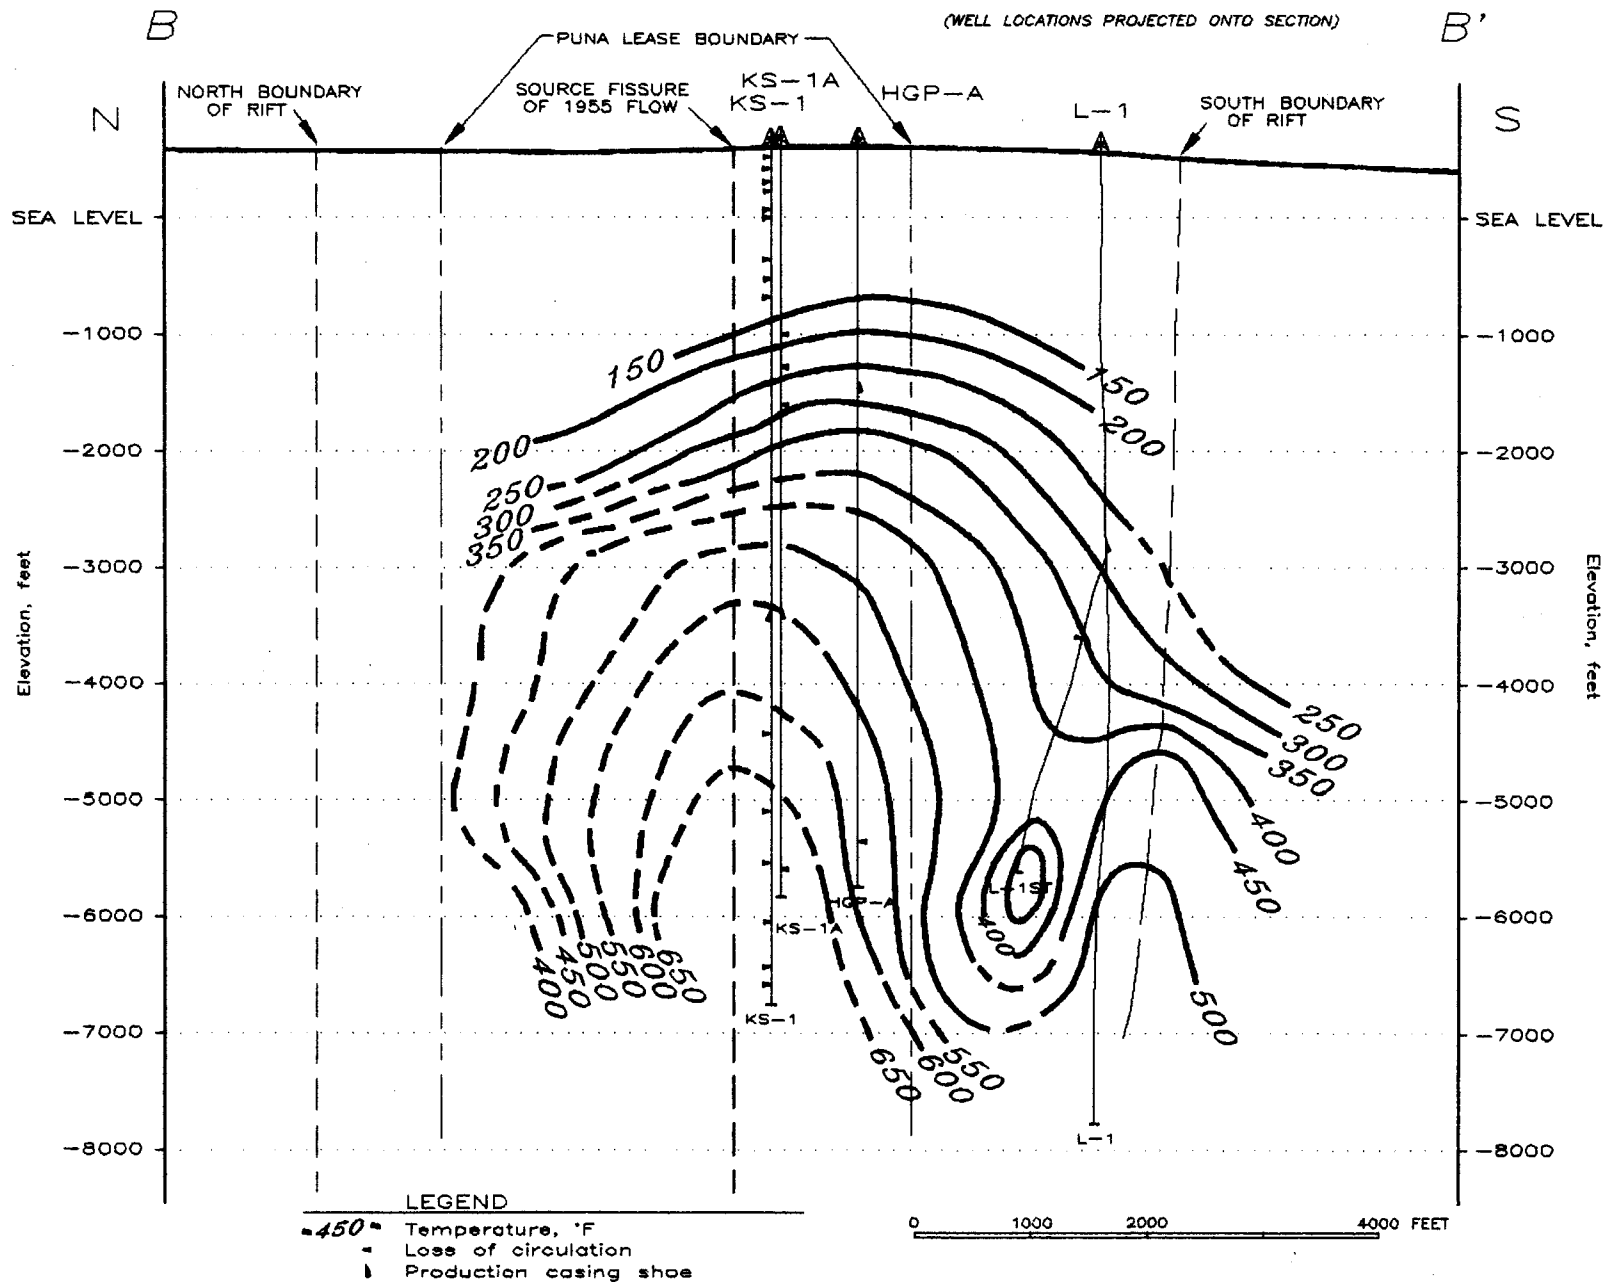 B
(WELL LOCATIONS PROJECTED ONTO SECTION)
B'
PUNA LEASE BOUNDARY
N
NORTH BOUNDARY
OF RIFT
SOURCE FISSURE
OF 1955 FLOW
KS-1A
KS-1
HGP-A
L-1
SOUTH BOUNDARY
OF RIFT
S
SEA LEVEL
SEA LEVEL
-1000
-1000
150
150
200
200
-2000
-2000
250
300
350
Elevation, feet
Elevation, feet
-3000
-3000
-4000
-4000
250
300
350
-5000
-5000
400
450
L-1ST
HGP-A
400
-6000
-6000
KS-1A
400
450
500
550
600
650
500
KS-1
-7000
-7000
650
600
550
L-1
-8000
-8000
LEGEND
-450- Temperature, °F
Loss of circulation
Production casing shoe
0 1000 2000 4000 FEET